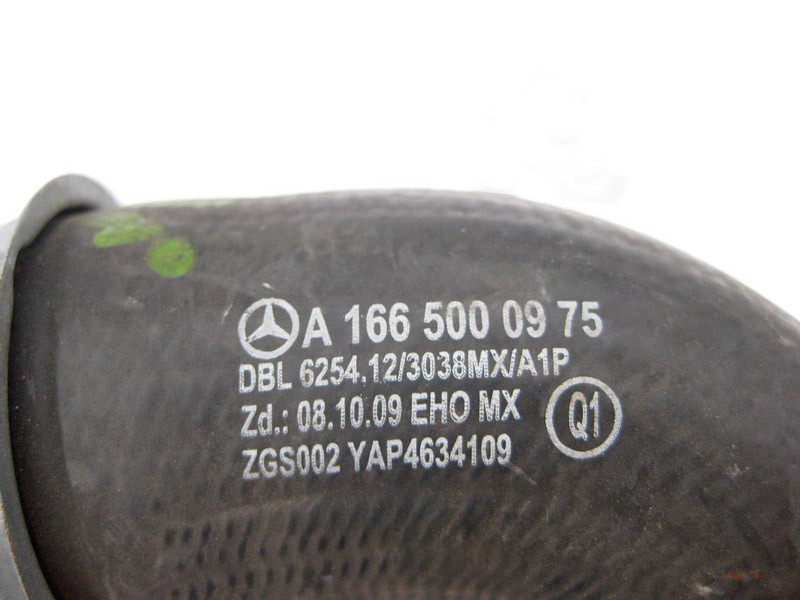 A 166 500 09 75
DBL 6254.12/3038MX/A1P
Zd.: 08.10.09 EHO MX
Q1
ZGS002 YAP4634109